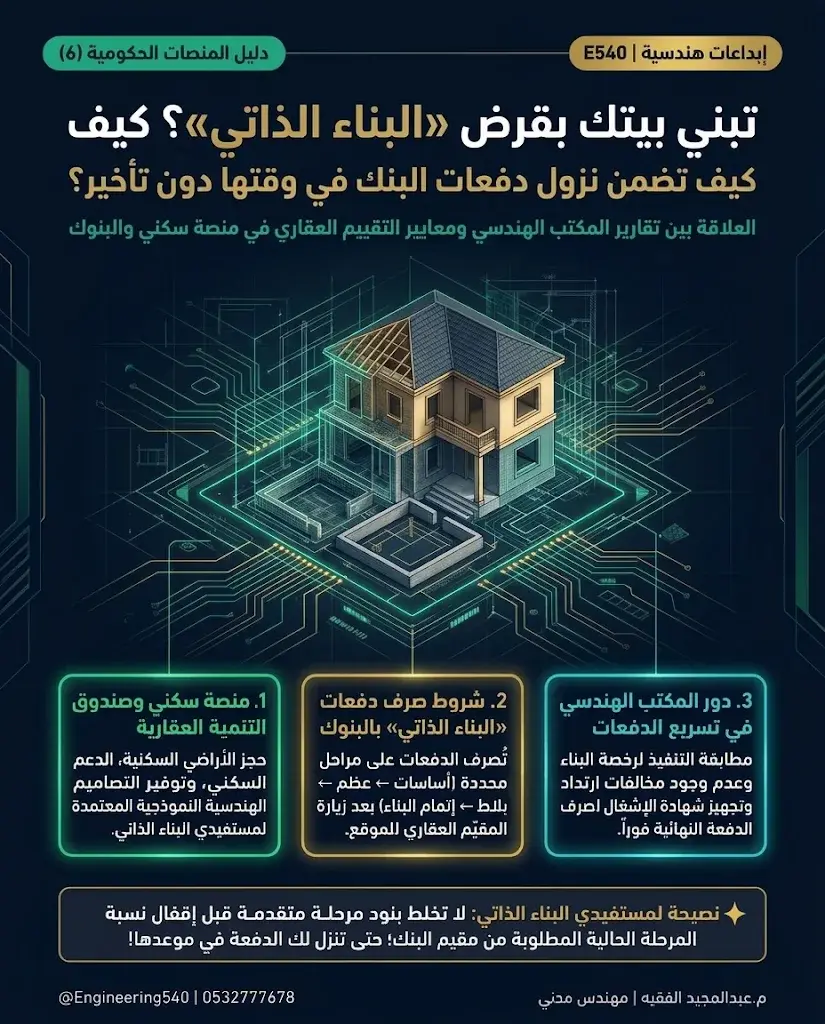 إبداعات هندسية | E540
دليل المنصات الحكومية (6)
تبني بيتك بقرض «البناء الذاتي»؟ كيف
كيف تضمن نزول دفعات البنك في وقتها دون تأخير؟
العلاقة بين تقارير المكتب الهندسي ومعايير التقييم العقاري في منصة سكني والبنوك
1. منصة سكني وصندوق
التنمية العقارية
حجز الأراضي السكنية، الدعم
السكني، وتوفير التصاميم
الهندسية النموذجية المعتمدة
لمستفيدي البناء الذاتي.
2. شروط صرف دفعات
«البناء الذاتي» بالبنوك
تُصرف الدفعات على مراحل
محددة (أساسات ← عظم ←
بلاط ← إتمام البناء) بعد زيارة
المقيّم العقاري للموقع.
3. دور المكتب الهندسي
في تسريع الدفعات
مطابقة التنفيذ لرخصة البناء
وعدم وجود مخالفات ارتداد
وتجهيز شهادة الإشغال لصرف
الدفعة النهائية فوراً.
نصيحة لمستفيدي البناء الذاتي: لا تخلط بنود مرحلة متقدمة قبل إقفال نسبة
المرحلة الحالية المطلوبة من مقيم البنك؛ حتى تنزل لك الدفعة في موعدها!
م.عبدالمجيد الفقيه | مهندس مدني
@Engineering540 | 0532777678